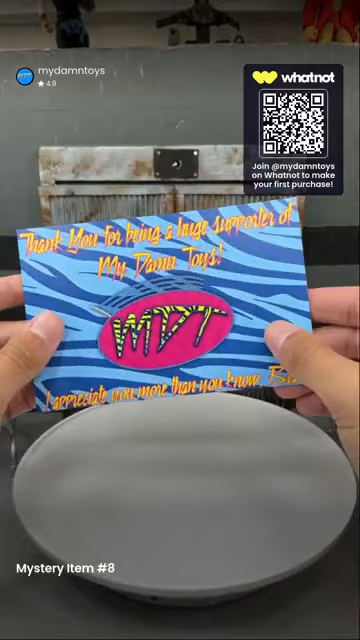 mydamntoys
★ 4.9
whatnot
Join @mydamntoys
on Whatnot to make
your first purchase!
Thank You for being a huge supporter of
My Damn Toys!
MDT
I appreciate you more than you know,
Mystery Item #8